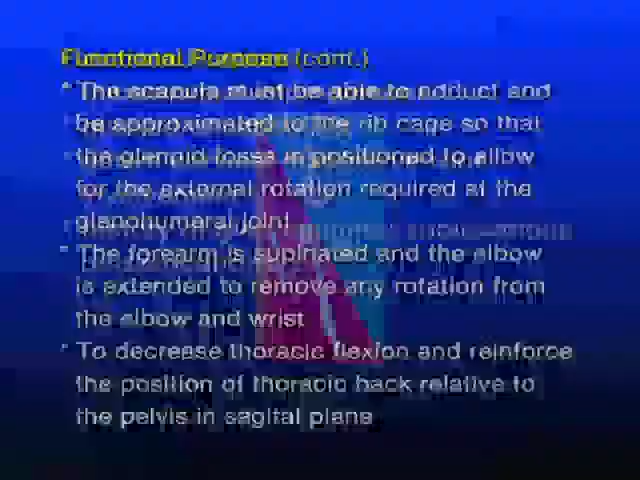 Functional Purpose (cont.)
* The scapula must be able to adduct and
be approximated to the rib cage so that
the glenoid fossa in positioned to allow
for the external rotation required at the
glenohumeral joint
* The forearm is supinated and the elbow
is extended to remove any rotation from
the elbow and wrist
* To decrease thoracic flexion and reinforce
the position of thoracic back relative to
the pelvis in sagital plane